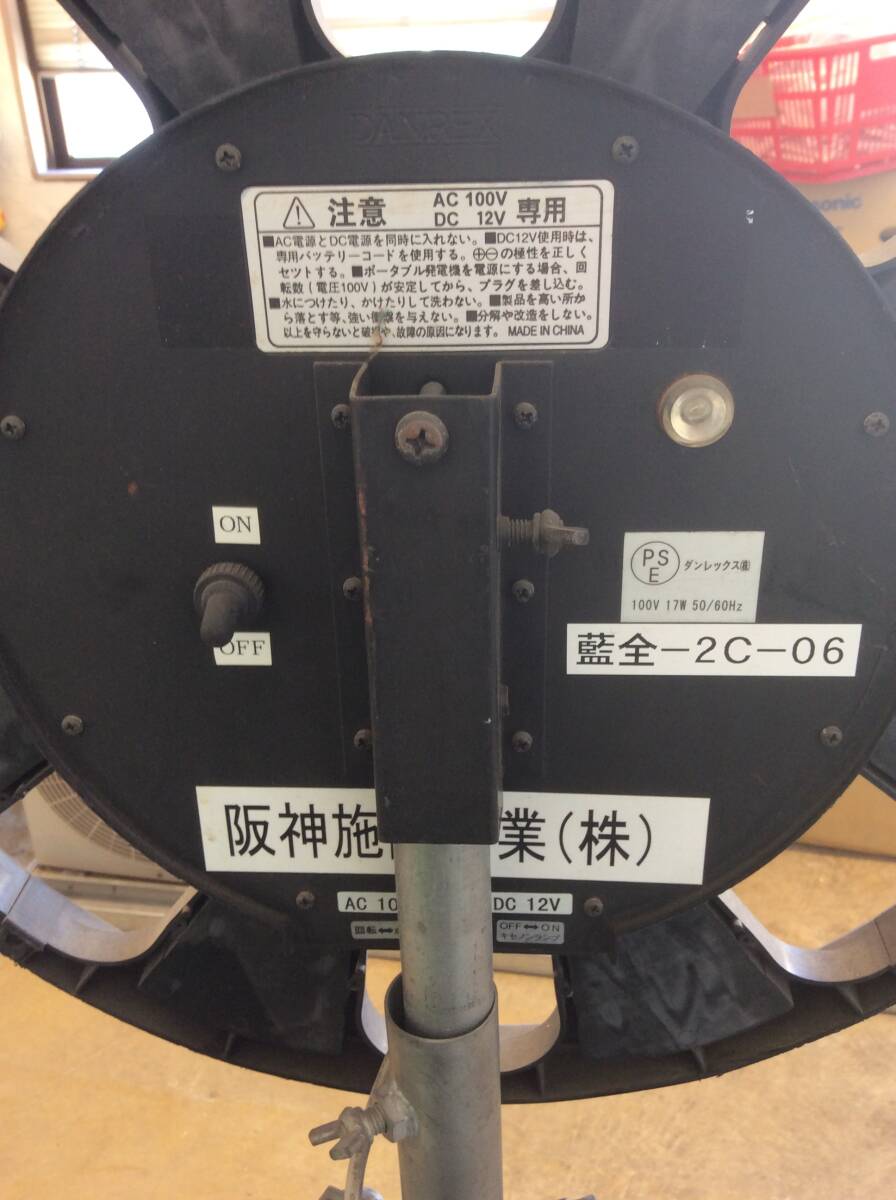 DANREX
注意 AC 100V DC 12V 専用
■AC電源とDC電源を同時に入れない。■DC12V使用時は、
専用バッテリーコードを使用する。⊕⊖の極性を正しく
セツトする。■ポータブル発電機を電源にする場合、回
転数(電圧100V)が安定してから、プラグを差し込む。
■水につけたり、かけたりして洗わない。■製品を高い所か
ら落とす等、強い衝撃を与えない。■分解や改造をしない。
以上を守らないと破損や、故障の原因になります。MADE IN CHINA
Panasonic
ON
OFF
PS E ダンレックス㈱
100V 17W 50/60Hz
藍全-2C-06
阪神施 業(株)
AC 10 DC 12V
回転⇔
OFF⇔ON
キセノンランプ